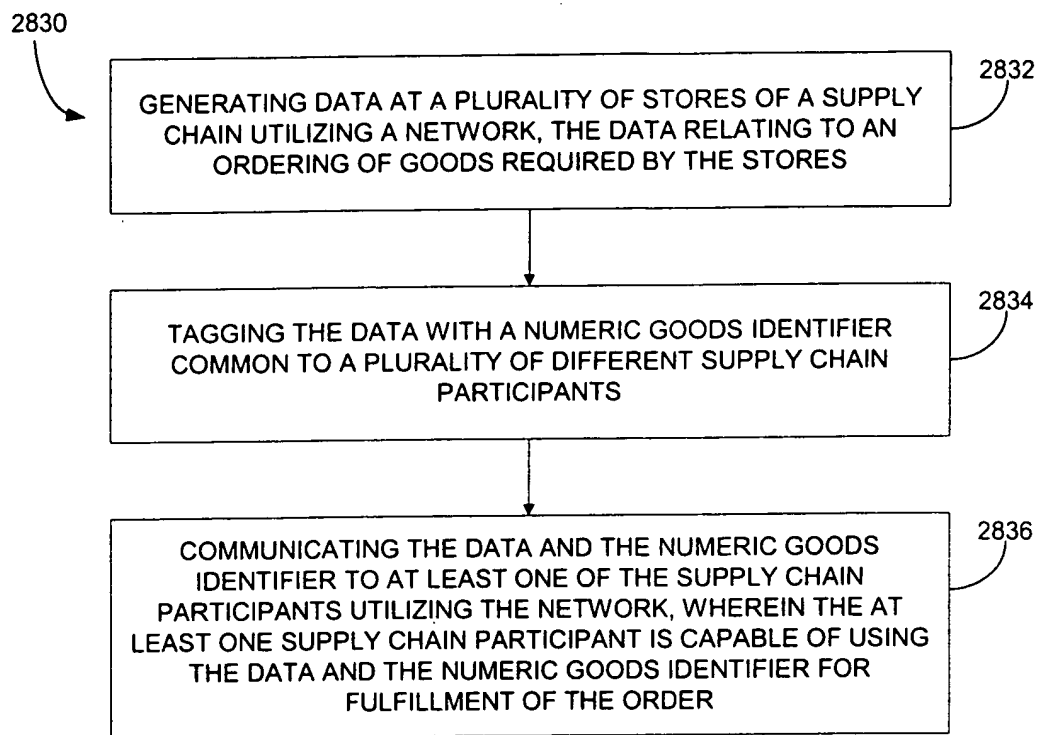 2830
2832
GENERATING DATA AT A PLURALITY OF STORES OF A SUPPLY
CHAIN UTILIZING A NETWORK, THE DATA RELATING TO AN
ORDERING OF GOODS REQUIRED BY THE STORES
2834
TAGGING THE DATA WITH A NUMERIC GOODS IDENTIFIER
COMMON TO A PLURALITY OF DIFFERENT SUPPLY CHAIN
PARTICIPANTS
2836
COMMUNICATING THE DATA AND THE NUMERIC GOODS
IDENTIFIER TO AT LEAST ONE OF THE SUPPLY CHAIN
PARTICIPANTS UTILIZING THE NETWORK, WHEREIN THE AT
LEAST ONE SUPPLY CHAIN PARTICIPANT IS CAPABLE OF USING
THE DATA AND THE NUMERIC GOODS IDENTIFIER FOR
FULFILLMENT OF THE ORDER